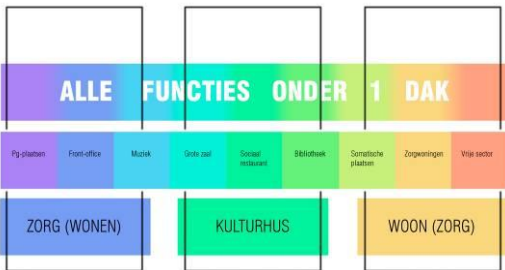 ALLE FUNCTIES ONDER 1 DAK
Pg-plaatsen
Front-office
Muziek
Grote zaal
Sociaal
restaurant
Bibliotheek
Somatische
plaatsen
Zorgwoningen
Vrije sector
ZORG (WONEN)
KULTURHUS
WOON (ZORG)